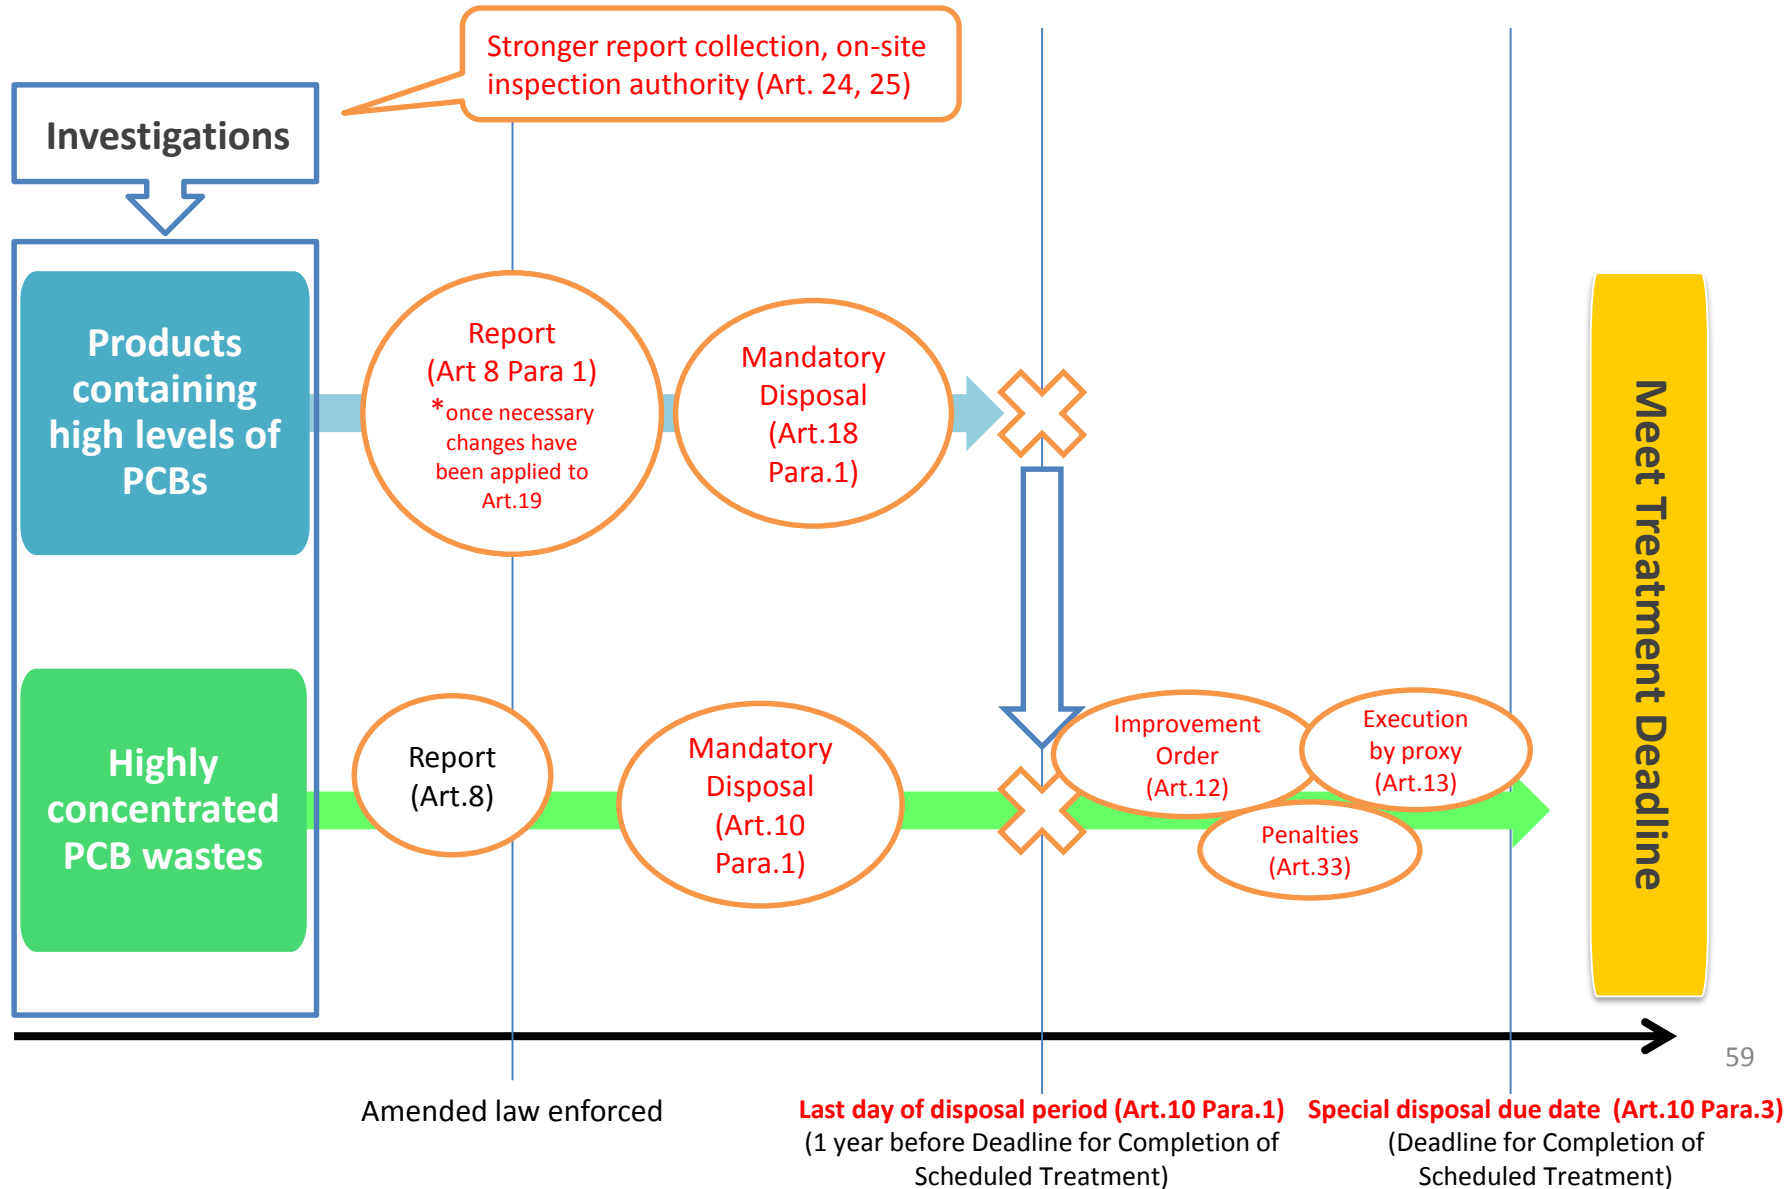 Stronger report collection, on-site
inspection authority (Art. 24, 25)
Investigations
Products
containing
high levels of
PCBs
Report
(Art 8 Para 1)
*once necessary
changes have
been applied to
Art.19
Mandatory
Disposal
(Art.18
Para.1)
Meet Treatment Deadline
Highly
concentrated
PCB wastes
Report
(Art.8)
Mandatory
Disposal
(Art.10
Para.1)
Improvement
Order
(Art.12)
Execution
by proxy
(Art.13)
Penalties
(Art.33)
59
Amended law enforced
Last day of disposal period (Art.10 Para.1)
(1 year before Deadline for Completion of
Scheduled Treatment)
Special disposal due date (Art.10 Para.3)
(Deadline for Completion of
Scheduled Treatment)